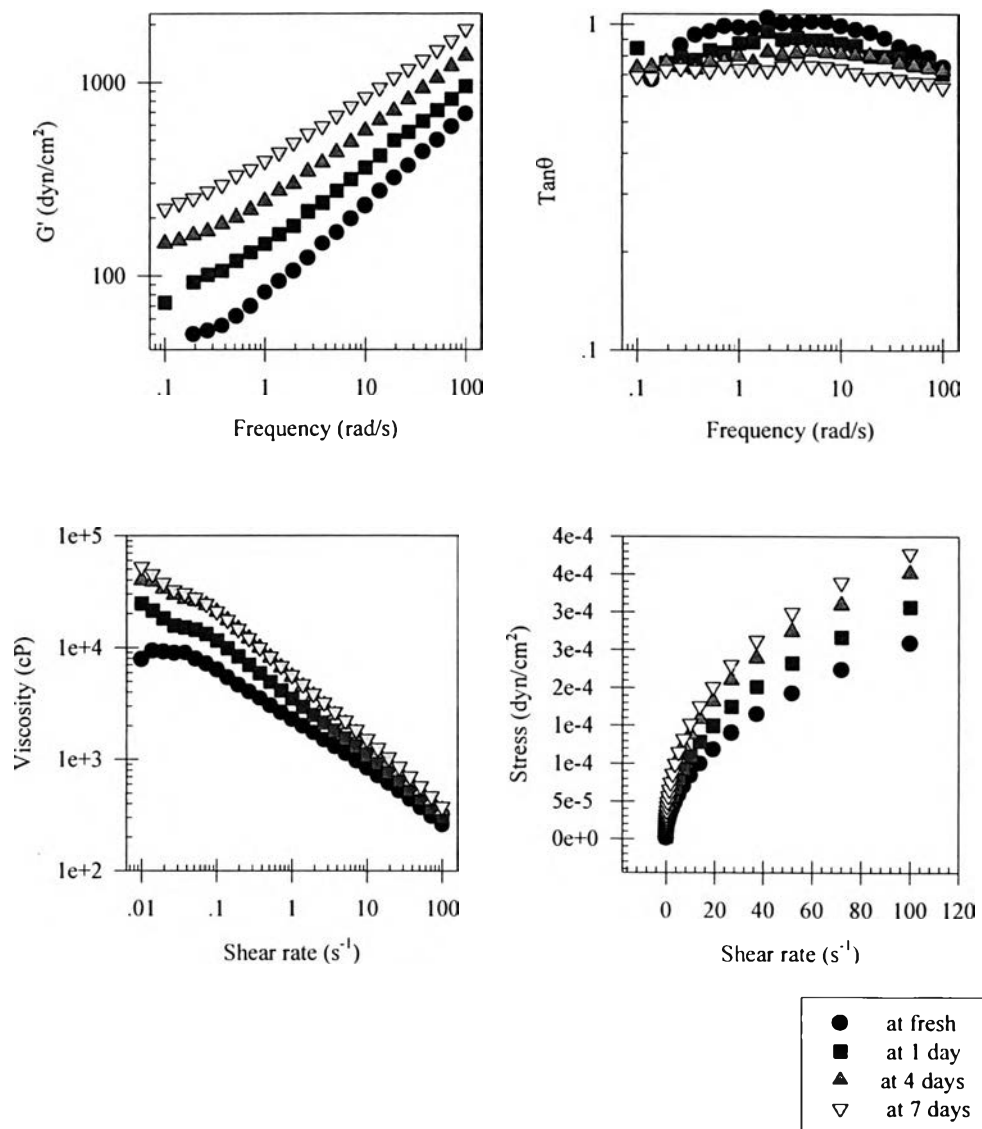 1000
100
G' (dyn/cm²)
.1 1 10 100
Frequency (rad/s)
1
.1
Tanθ
.1 1 10 100
Frequency (rad/s)
1e+5
1e+4
1e+3
1e+2
Viscosity (cP)
.01 .1 1 10 100
Shear rate (s⁻¹)
4e-4
4e-4
3e-4
3e-4
2e-4
2e-4
1e-4
1e-4
5e-5
0e+0
Stress (dyn/cm²)
0 20 40 60 80 100 120
Shear rate (s⁻¹)
at fresh
at 1 day
at 4 days
at 7 days